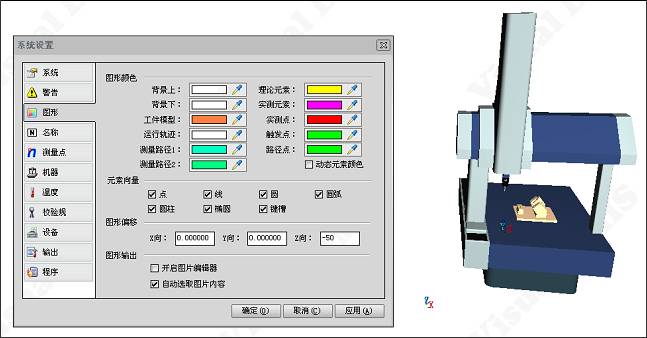 系统设置
系统
警告
图形
名称
测量点
机器
温度
校验规
设备
输出
程序
图形颜色
背景上： 理论元素：
背景下： 实测元素：
工件模型： 实测点：
运行轨迹： 触发点：
测量路径1： 路径点：
测量路径2： 动态元素颜色
元素向量
点 线 圆 圆弧
圆柱 椭圆 键槽
图形偏移
X向： 0.000000 Y向： 0.000000 Z向： -50
图形输出
开启图片编辑器
自动选取图片内容
确定(O) 取消(C) 应用(A)